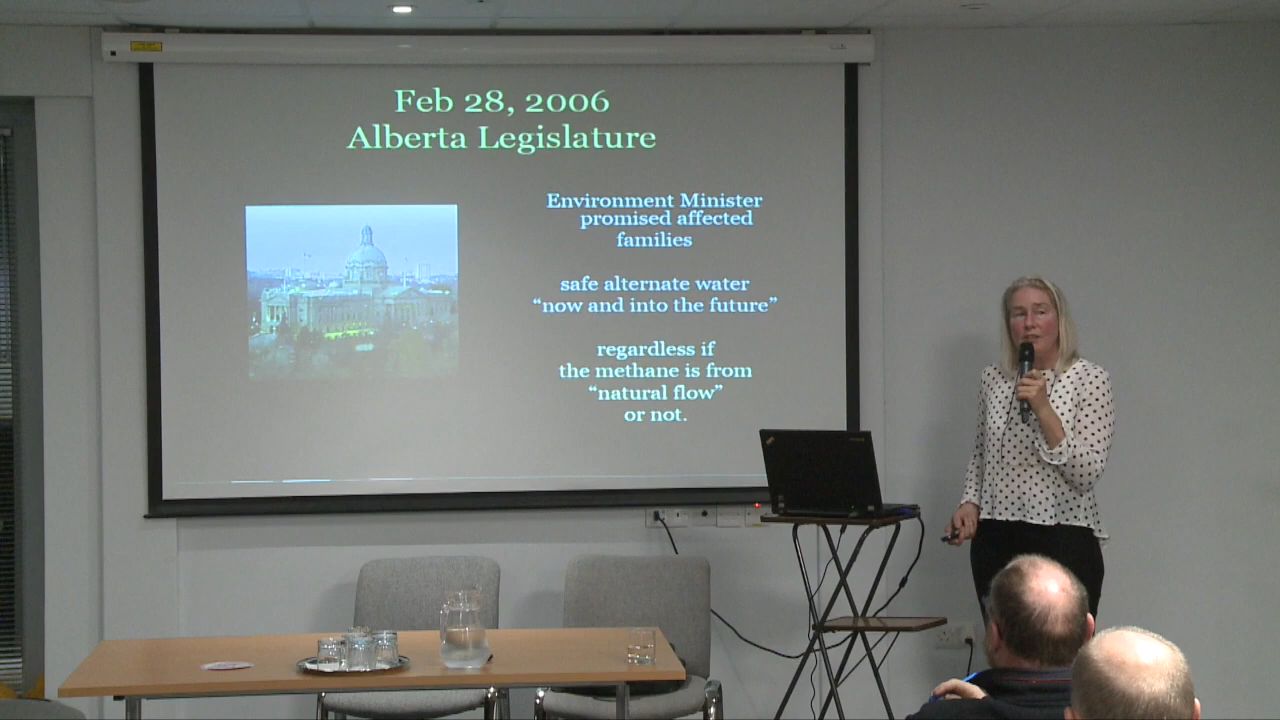 Feb 28, 2006
Alberta Legislature
Environment Minister
promised affected
families
safe alternate water
“now and into the future”
regardless if
the methane is from
“natural flow”
or not.